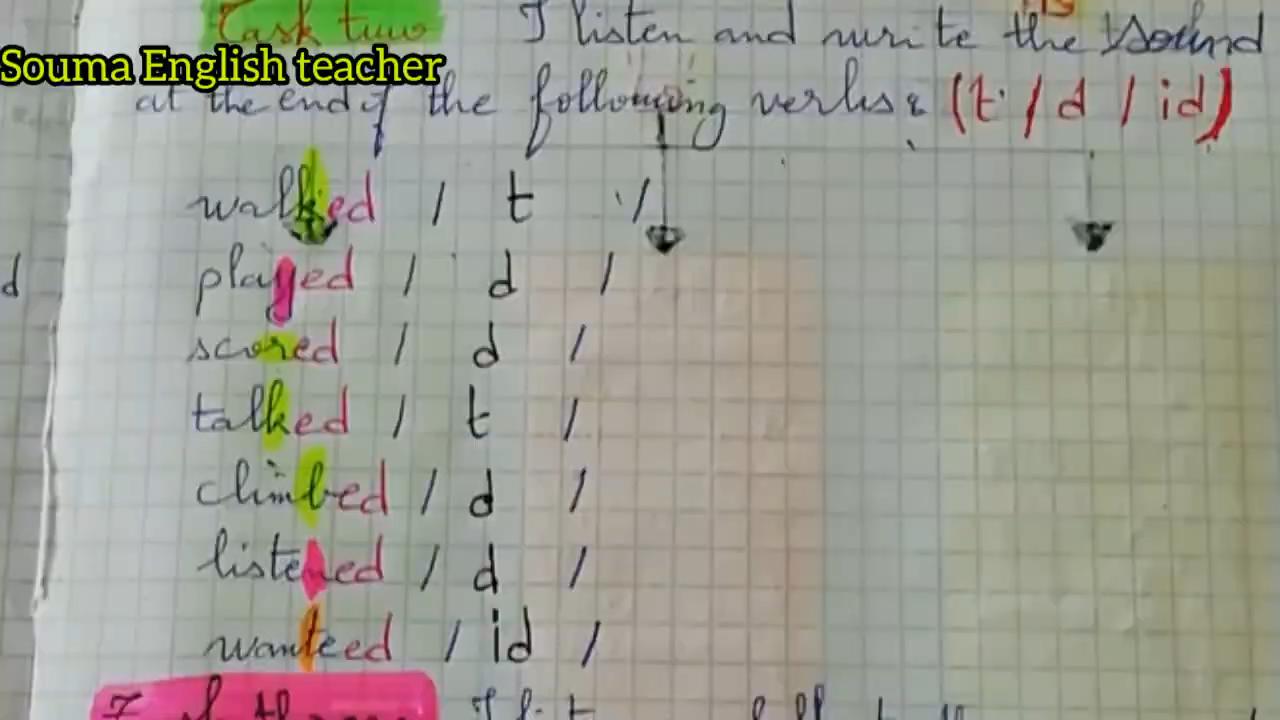 Task two I listen and write the sound
Souma English teacher
at the end of the following verbs: (t / d / id)
walked / t /
d
played / d /
scored / d /
talked / t /
climbed / d /
listened / d /
wanteed / id /